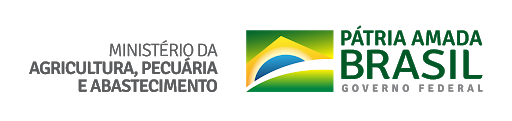 MINISTÉRIO DA
AGRICULTURA, PECUÁRIA
E ABASTECIMENTO
PÁTRIA AMADA
BRASIL
GOVERNO FEDERAL